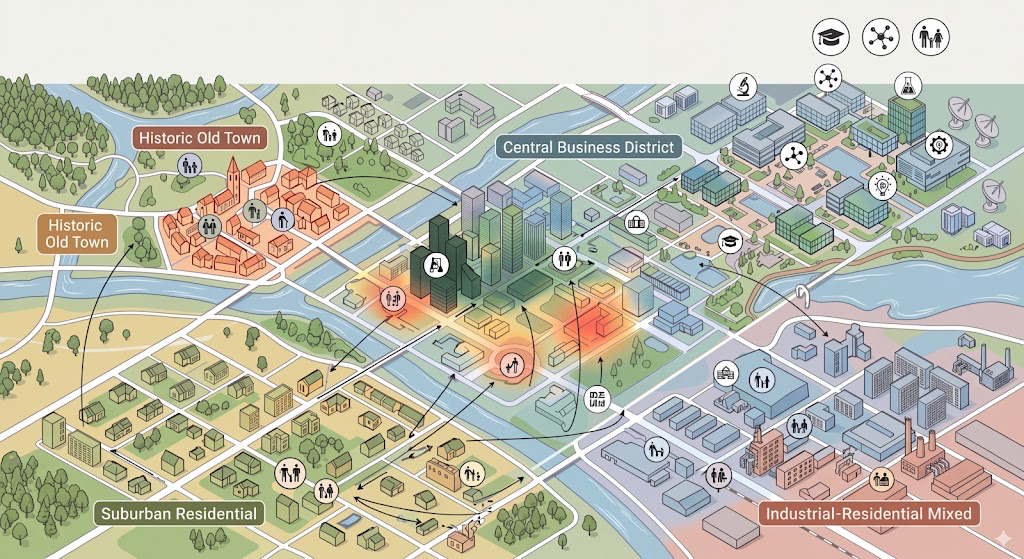 Historic Old Town
Central Business District
Historic
Old Town
Suburban Residential
Industrial-Residential Mixed